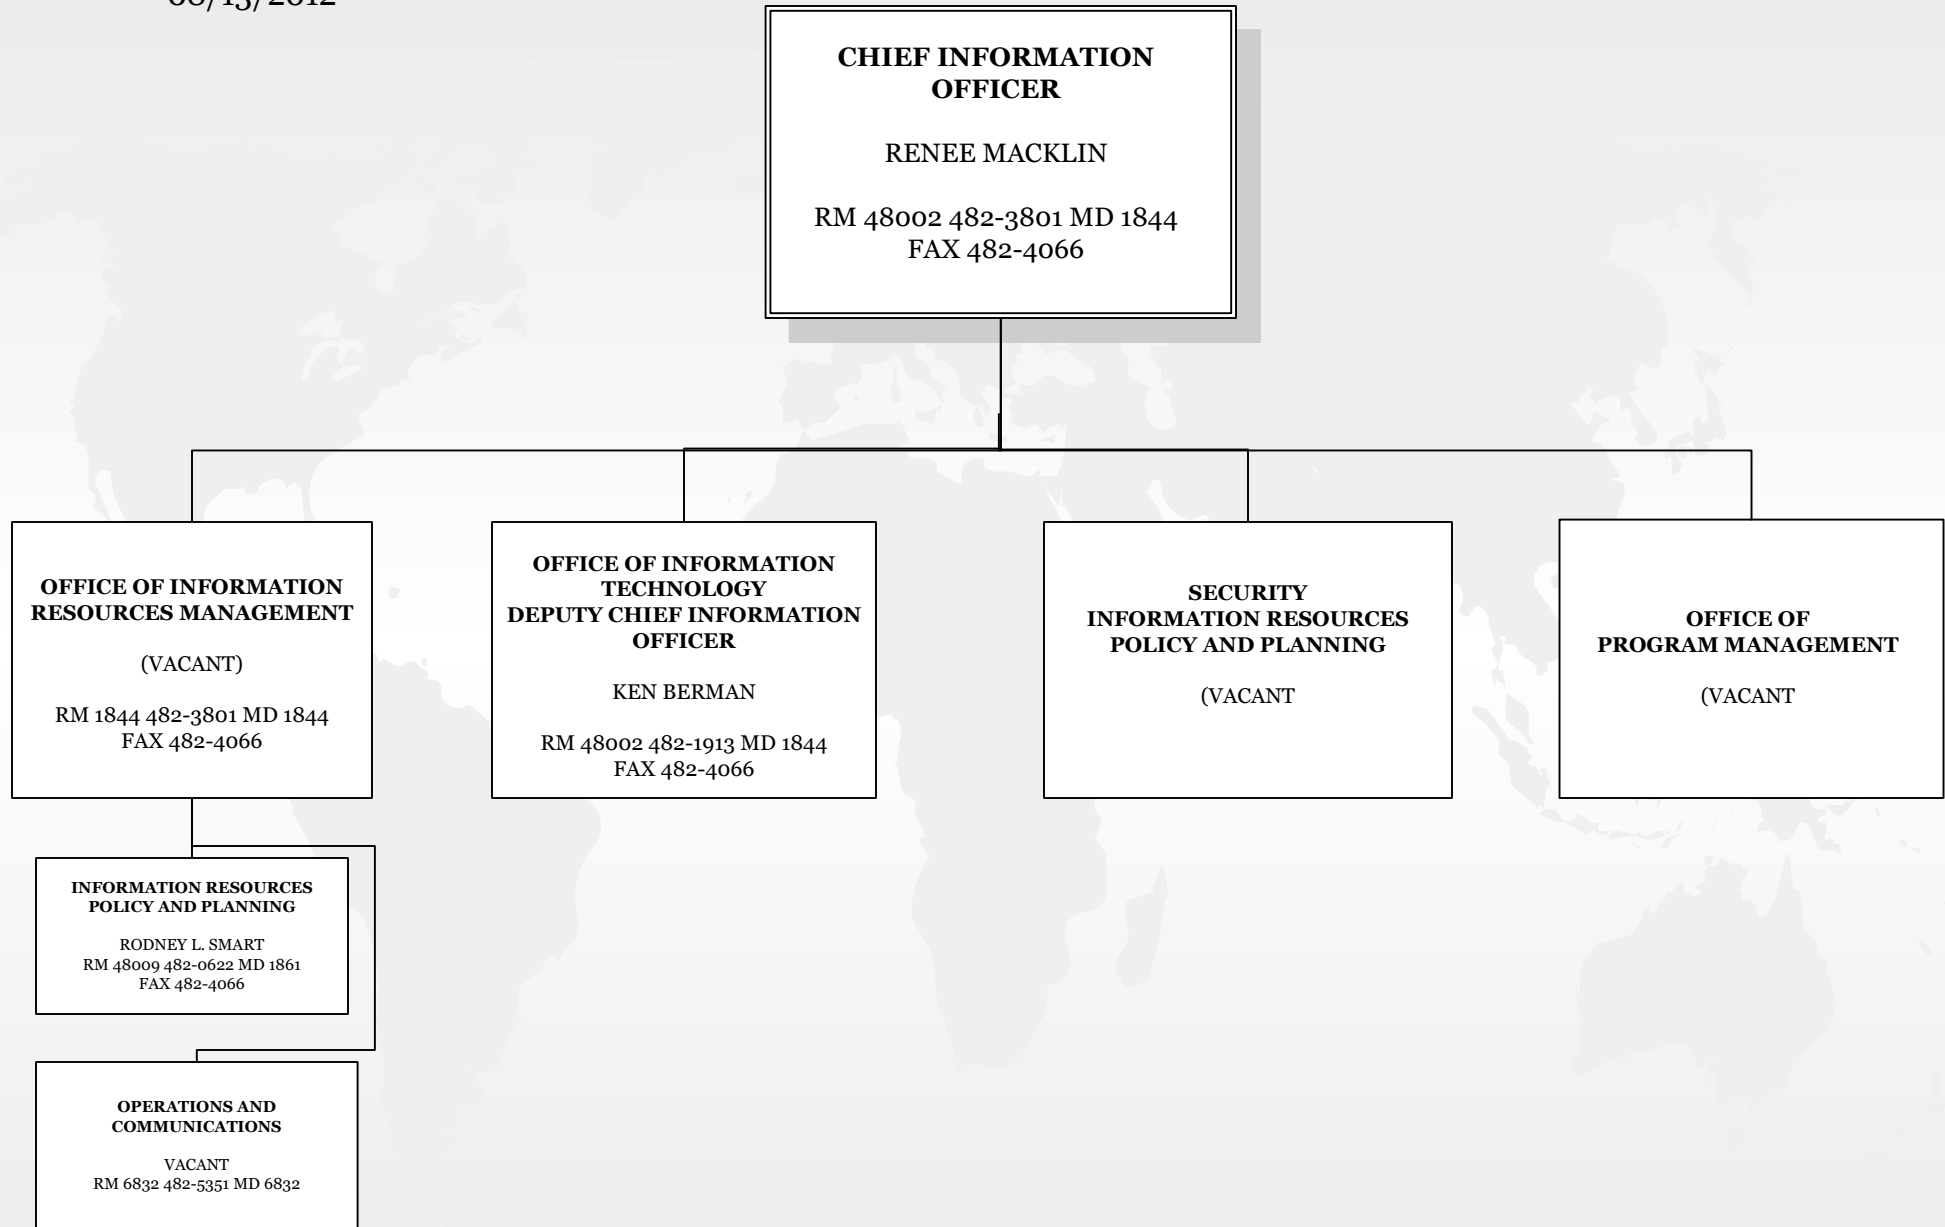 CHIEF INFORMATION
OFFICER
RENEE MACKLIN
RM 48002 482-3801 MD 1844
FAX 482-4066
OFFICE OF INFORMATION
RESOURCES MANAGEMENT
(VACANT)
RM 1844 482-3801 MD 1844
FAX 482-4066
OFFICE OF INFORMATION
TECHNOLOGY
DEPUTY CHIEF INFORMATION
OFFICER
KEN BERMAN
RM 48002 482-1913 MD 1844
FAX 482-4066
SECURITY
INFORMATION RESOURCES
POLICY AND PLANNING
(VACANT
OFFICE OF
PROGRAM MANAGEMENT
(VACANT
INFORMATION RESOURCES
POLICY AND PLANNING
RODNEY L. SMART
RM 48009 482-0622 MD 1861
FAX 482-4066
OPERATIONS AND
COMMUNICATIONS
VACANT
RM 6832 482-5351 MD 6832